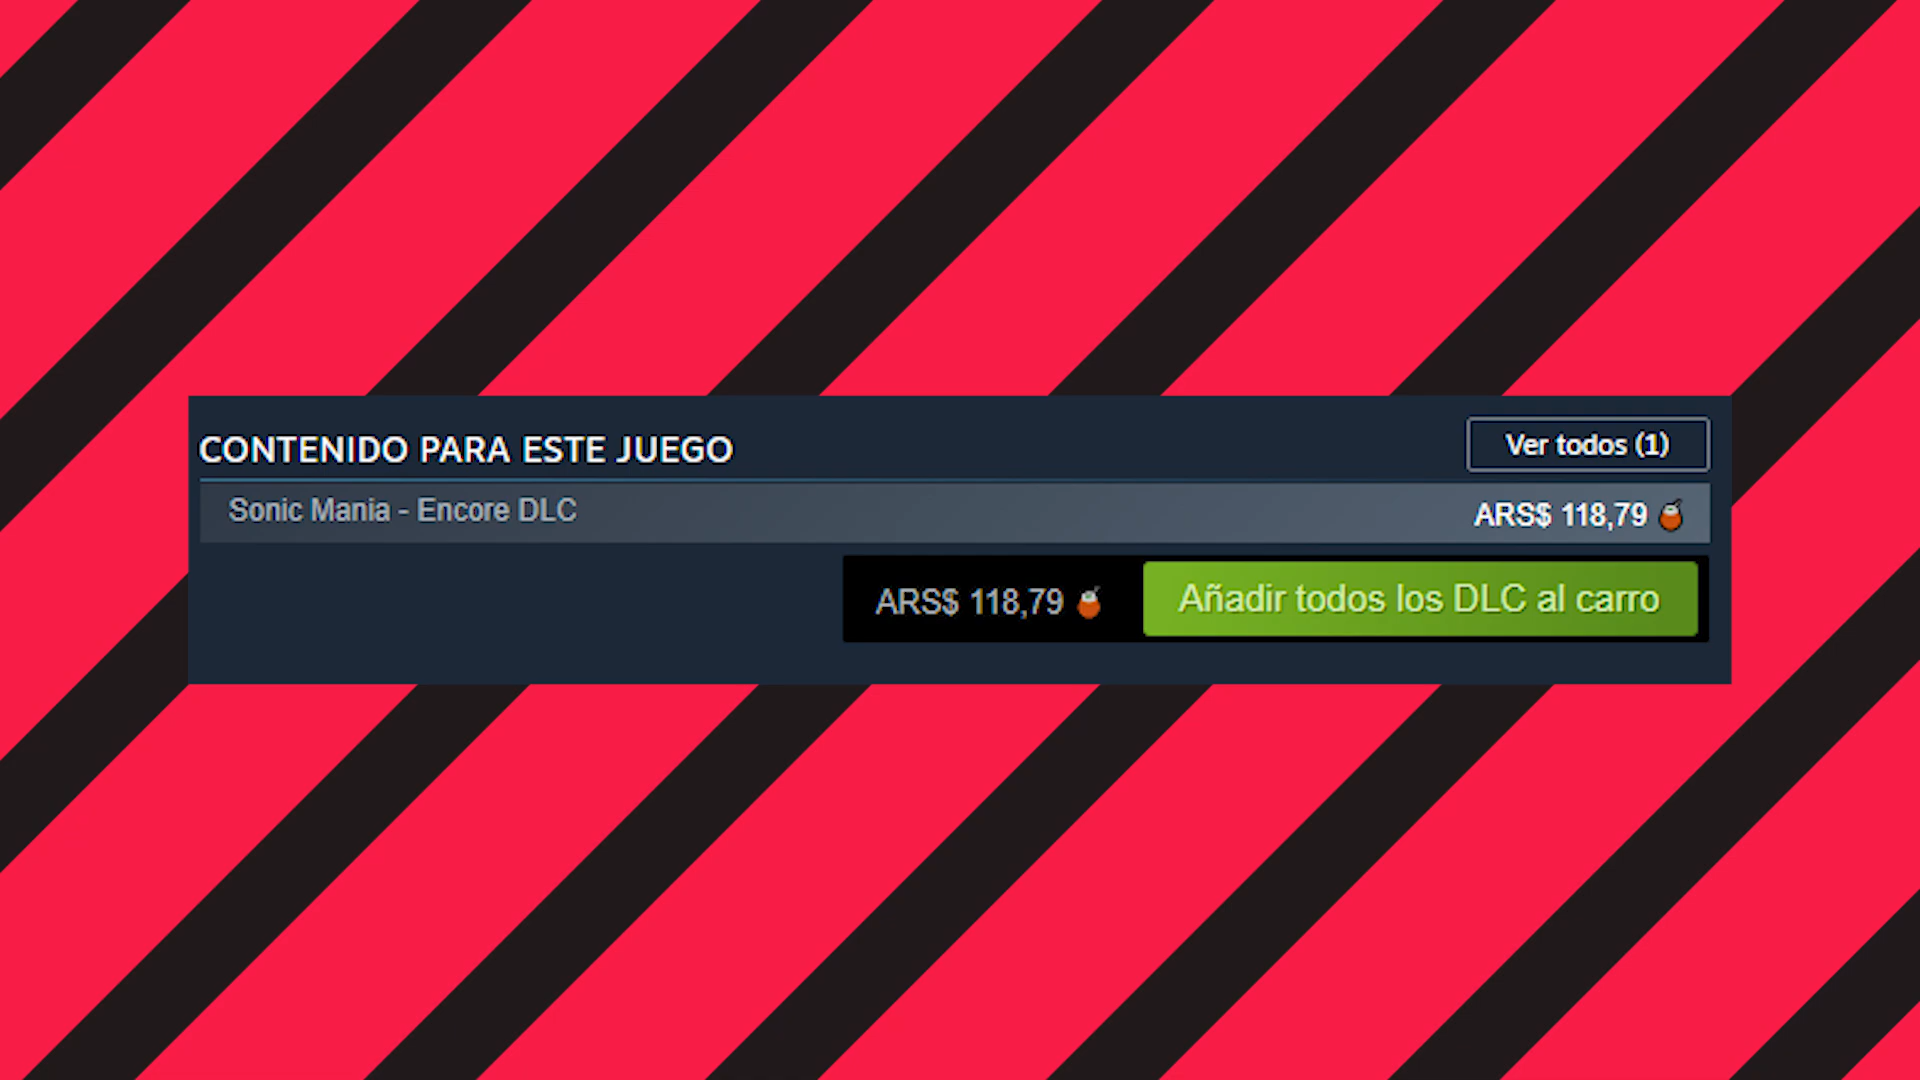 CONTENIDO PARA ESTE JUEGO
Ver todos (1)
Sonic Mania - Encore DLC
ARS$ 118,79
ARS$ 118,79
Añadir todos los DLC al carro